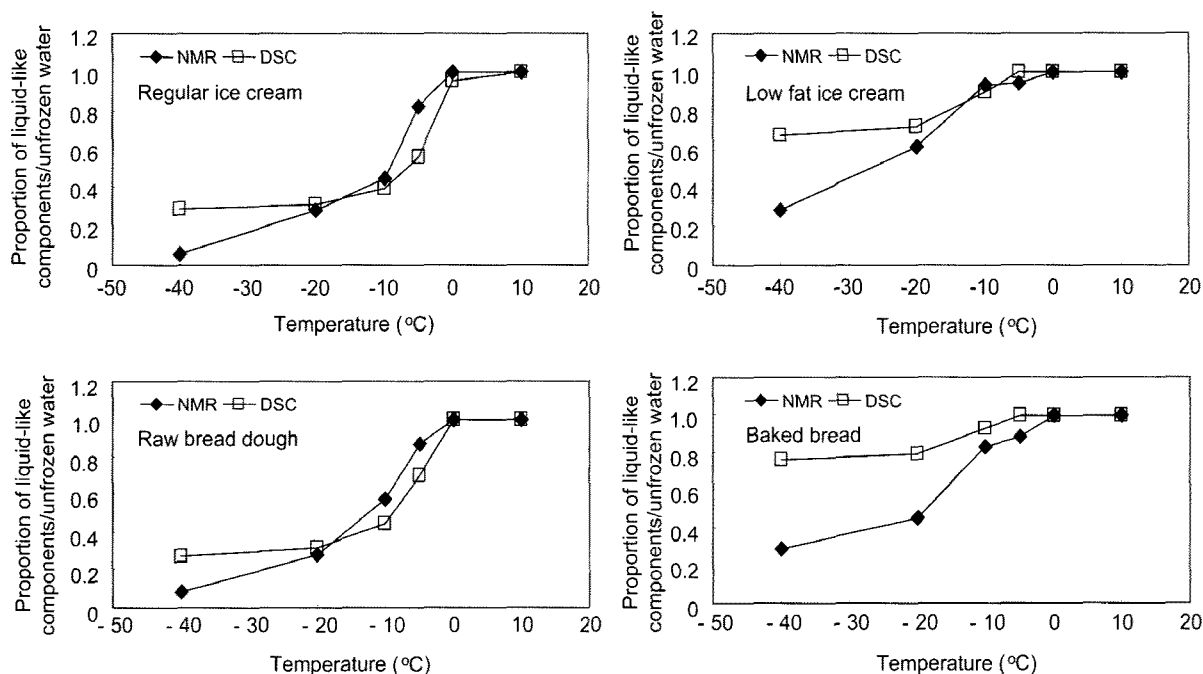 Proportion of liquid-like
components/unfrozen water
1.2
1.0
0.8
0.6
0.4
0.2
0
NMR DSC
Regular ice cream
-50 -40 -30 -20 -10 0 10 20
Temperature (°C)
Proportion of liquid-like
components/unfrozen water
1.2
1.0
0.8
0.6
0.4
0.2
0
NMR DSC
Low fat ice cream
-50 -40 -30 -20 -10 0 10 20
Temperature (°C)
Proportion of liquid-like
components/unfrozen water
1.2
1.0
0.8
0.6
0.4
0.2
0
NMR DSC
Raw bread dough
- 50 - 40 - 30 - 20 - 10 0 10 20
Temperature (°C)
Proportion of liquid-like
components/unfrozen water
1.2
1.0
0.8
0.6
0.4
0.2
0
NMR DSC
Baked bread
- 50 - 40 - 30 - 20 - 10 0 10 20
Temperature (°C)